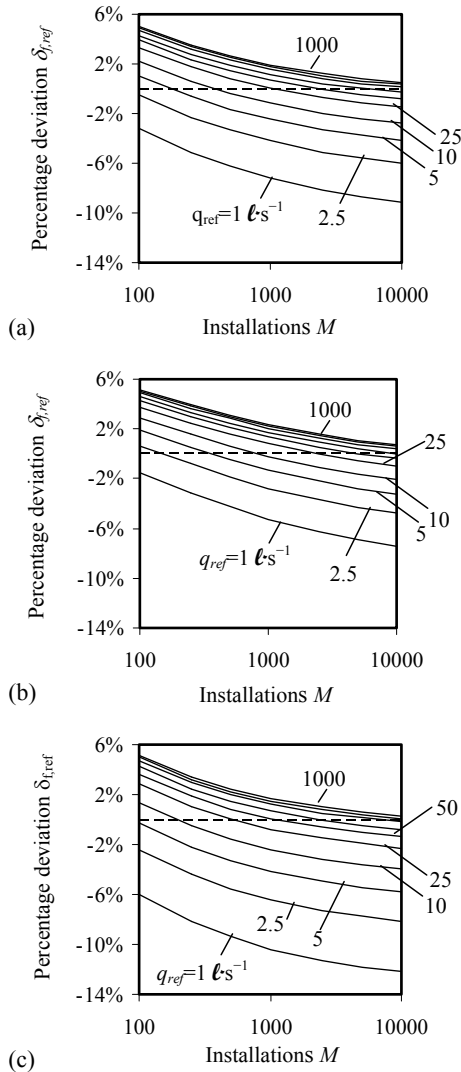 6%
2%
-2%
-6%
-10%
-14%
Percentage deviation δf,ref
1000
25
10
5
2.5
qref=1 ℓ·s−1
100 1000 10000
Installations M
(a)
6%
2%
-2%
-6%
-10%
-14%
Percentage deviation δf,ref
1000
25
10
5
2.5
qref=1 ℓ·s−1
100 1000 10000
Installations M
(b)
6%
2%
-2%
-6%
-10%
-14%
Percentage deviation δf,ref
1000
50
25
10
5
2.5
qref=1 ℓ·s−1
100 1000 10000
Installations M
(c)